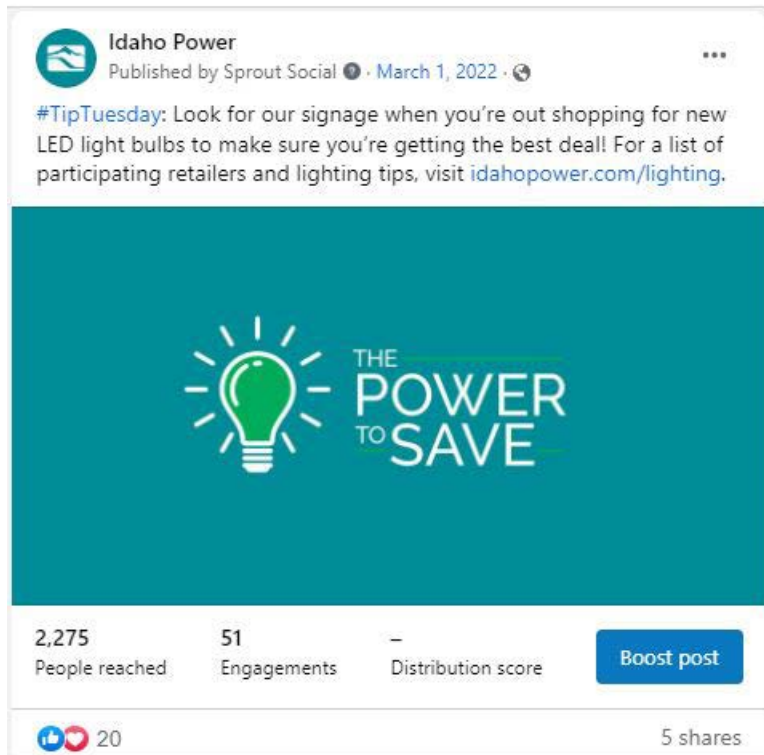 Idaho Power
Published by Sprout Social · March 1, 2022 ·
#TipTuesday: Look for our signage when you’re out shopping for new
LED light bulbs to make sure you’re getting the best deal! For a list of
participating retailers and lighting tips, visit idahopower.com/lighting.
THE
POWER
TO SAVE
2,275
People reached
51
Engagements
–
Distribution score
Boost post
20
5 shares